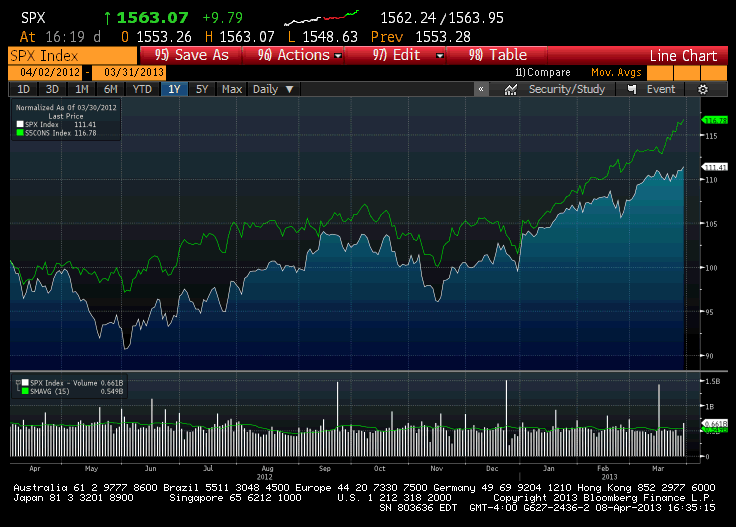 SPX ↑ 1563.07 +9.79 1562.24/1563.95
At 16:19 d O 1553.26 H 1563.07 L 1548.63 Prev 1553.28
SPX Index 95) Save As 96) Actions 97) Edit 98) Table Line Chart
04/02/2012 - 03/31/2013 11)Compare Mov. Avgs
1D 3D 1M 6M YTD 1Y 5Y Max Daily ▼ « Security/Study Event
Normalized As Of 03/30/2012
Last Price
SPX Index 111.41
S5CONS Index 116.78
116.78
115
111.41
110
105
100
95
90
SPX Index - Volume 0.661B
SMAVG (15) 0.549B
1.5B
1B
0.661B
0
Apr May Jun Jul Aug Sep Oct Nov Dec Jan Feb Mar
2012 2013
Australia 61 2 9777 8600 Brazil 5511 3048 4500 Europe 44 20 7330 7500 Germany 49 69 9204 1210 Hong Kong 852 2977 6000
Japan 81 3 3201 8900 Singapore 65 6212 1000 U.S. 1 212 318 2000 Copyright 2013 Bloomberg Finance L.P.
SN 803636 EDT GMT-4:00 G627-2436-2 08-Apr-2013 16:35:15